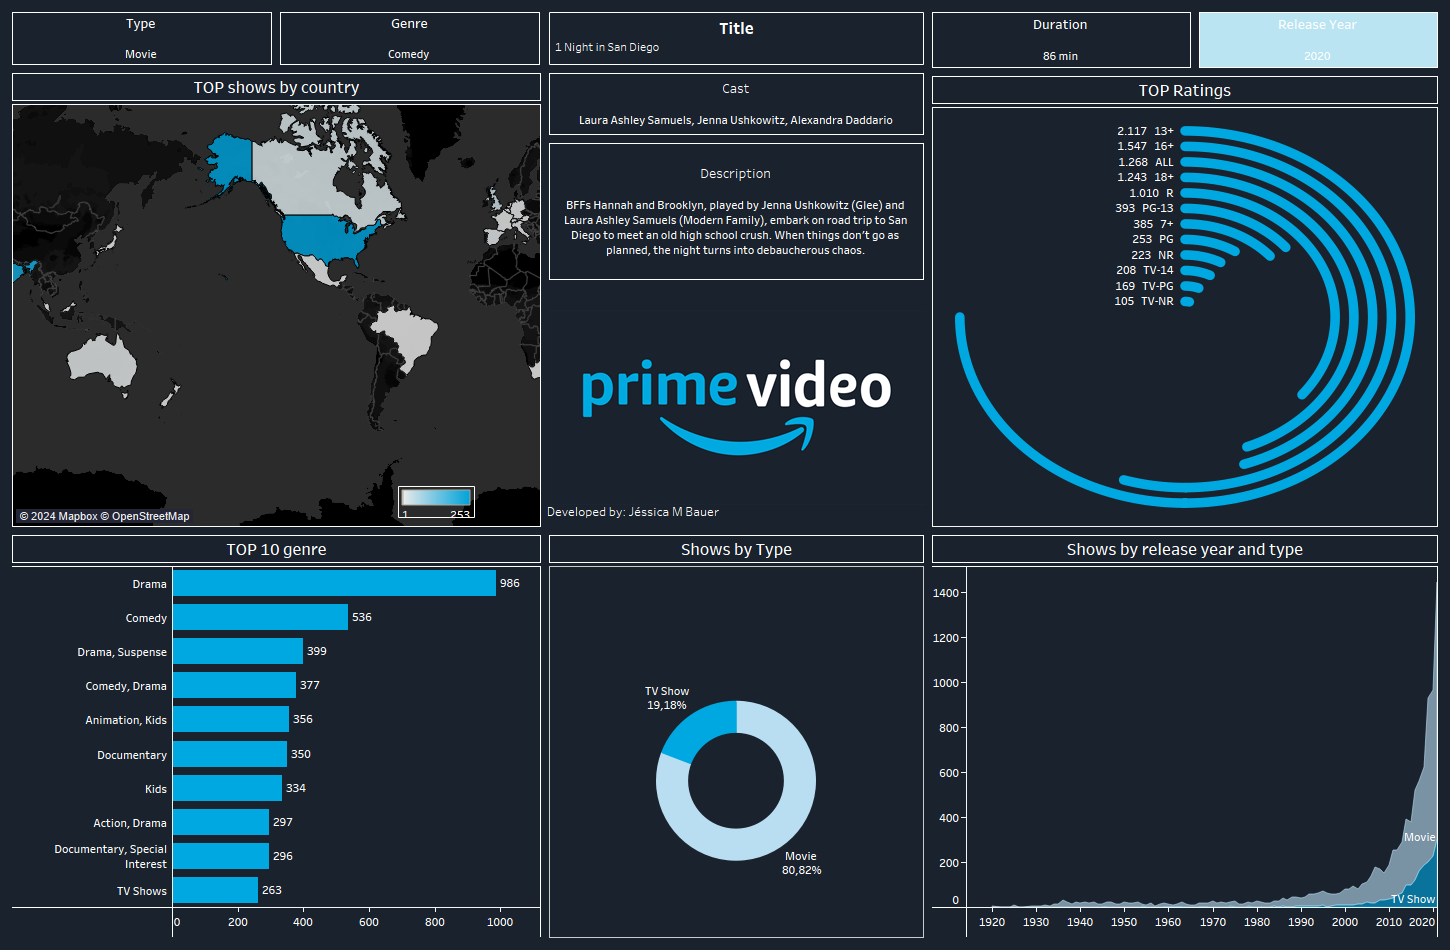 Type
Movie
Genre
Comedy
Title
1 Night in San Diego
Duration
86 min
Release Year
2020
TOP shows by country
© 2024 Mapbox © OpenStreetMap
1 253
Cast
Laura Ashley Samuels, Jenna Ushkowitz, Alexandra Daddario
Description
BFFs Hannah and Brooklyn, played by Jenna Ushkowitz (Glee) and
Laura Ashley Samuels (Modern Family), embark on road trip to San
Diego to meet an old high school crush. When things don’t go as
planned, the night turns into debaucherous chaos.
prime video
Developed by: Jéssica M Bauer
TOP Ratings
2.117 13+
1.547 16+
1.268 ALL
1.243 18+
1.010 R
393 PG-13
385 7+
253 PG
223 NR
208 TV-14
169 TV-PG
105 TV-NR
TOP 10 genre
Drama 986
Comedy 536
Drama, Suspense 399
Comedy, Drama 377
Animation, Kids 356
Documentary 350
Kids 334
Action, Drama 297
Documentary, Special
Interest 296
TV Shows 263
0 200 400 600 800 1000
Shows by Type
TV Show
19,18%
Movie
80,82%
Shows by release year and type
1400
1200
1000
800
600
400
200
0
Movie
TV Show
1920 1930 1940 1950 1960 1970 1980 1990 2000 2010 2020